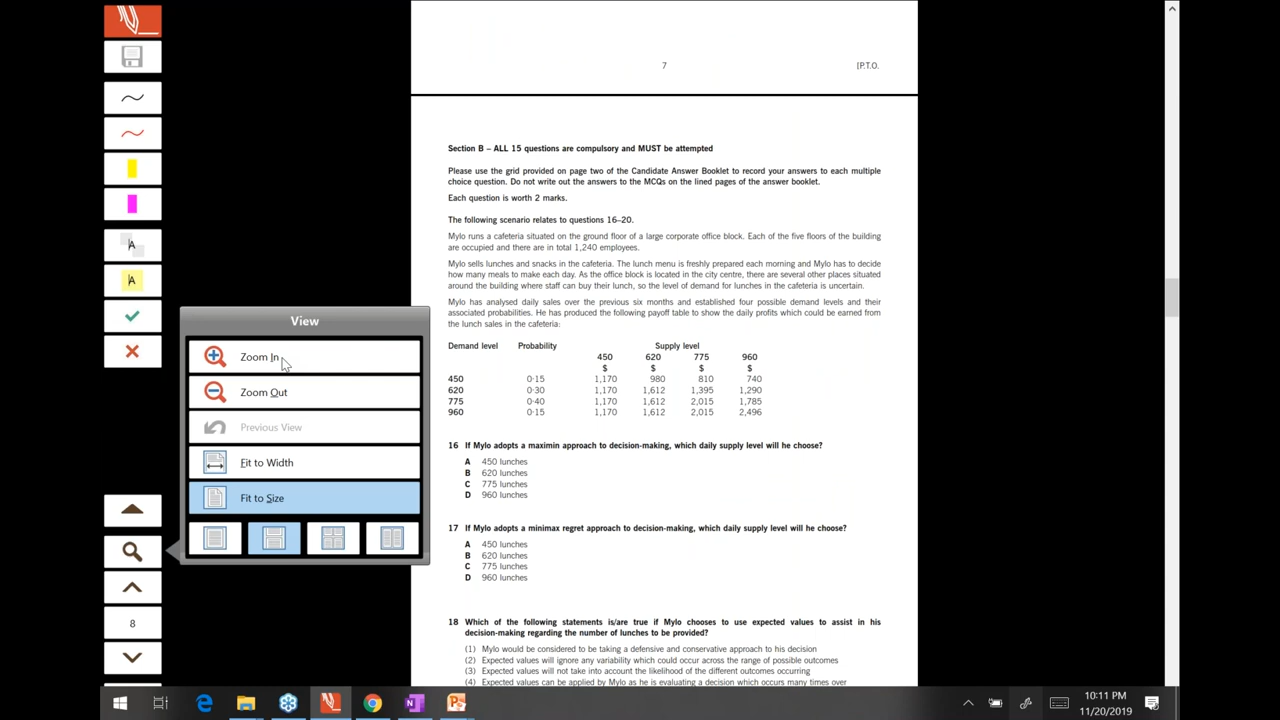 7 [P.T.O.
Section B – ALL 15 questions are compulsory and MUST be attempted
Please use the grid provided on page two of the Candidate Answer Booklet to record your answers to each multiple
choice question. Do not write out the answers to the MCQs on the lined pages of the answer booklet.
Each question is worth 2 marks.
The following scenario relates to questions 16–20.
Mylo runs a cafeteria situated on the ground floor of a large corporate office block. Each of the five floors of the building
are occupied and there are in total 1,240 employees.
Mylo sells lunches and snacks in the cafeteria. The lunch menu is freshly prepared each morning and Mylo has to decide
how many meals to make each day. As the office block is located in the city centre, there are several other places situated
around the building where staff can buy their lunch, so the level of demand for lunches in the cafeteria is uncertain.
Mylo has analysed daily sales over the previous six months and established four possible demand levels and their
associated probabilities. He has produced the following payoff table to show the daily profits which could be earned from
the lunch sales in the cafeteria:
Demand level Probability Supply level
450 620 775 960
$ $ $ $
450 0·15 1,170 980 810 740
620 0·30 1,170 1,612 1,395 1,290
775 0·40 1,170 1,612 2,015 1,785
960 0·15 1,170 1,612 2,015 2,496
16 If Mylo adopts a maximin approach to decision-making, which daily supply level will he choose?
A 450 lunches
B 620 lunches
C 775 lunches
D 960 lunches
17 If Mylo adopts a minimax regret approach to decision-making, which daily supply level will he choose?
A 450 lunches
B 620 lunches
C 775 lunches
D 960 lunches
18 Which of the following statements is/are true if Mylo chooses to use expected values to assist in his
decision-making regarding the number of lunches to be provided?
(1) Mylo would be considered to be taking a defensive and conservative approach to his decision
(2) Expected values will ignore any variability which could occur across the range of possible outcomes
(3) Expected values will not take into account the likelihood of the different outcomes occurring
(4) Expected values can be applied by Mylo as he is evaluating a decision which occurs many times over
A
A
View
Zoom In
Zoom Out
Previous View
Fit to Width
Fit to Size
8
10:11 PM
11/20/2019